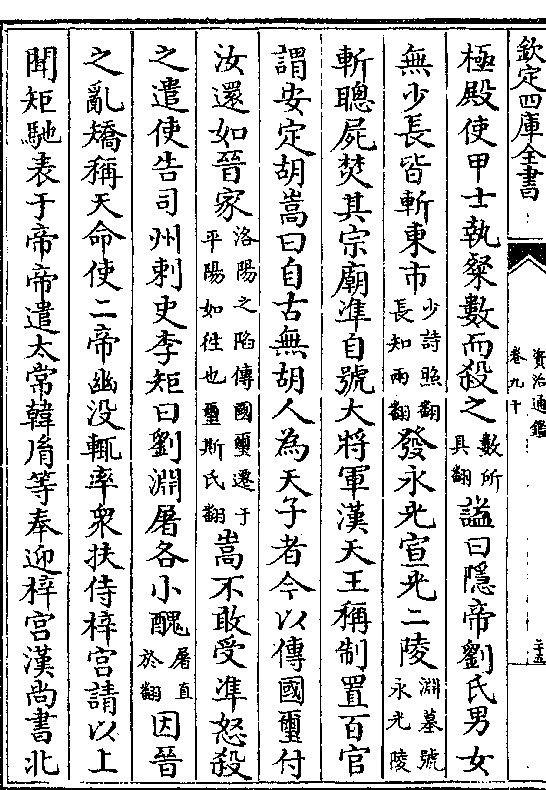 欽定四庫全書
資治通鑑
卷九十
二十五
極殿使甲士執粲數而殺之數所具翻諡曰隱帝劉氏男女
無少長皆斬東市少詩照翻長知兩翻發永光宣光二陵淵墓號永光陵
斬聰屍焚其宗廟凖自號大將軍漢天王稱制置百官
謂安定胡嵩曰自古無胡人為天子者今以傳國璽付
汝還如晉家洛陽之陷傳國璽遷于平陽如徃也璽斯氏翻嵩不敢受凖怒殺
之遣使告司州刺史李矩曰劉淵屠各小醜屠直於翻因晉
之亂矯稱天命使二帝幽没輒率衆扶侍梓宫請以上
聞矩馳表于帝帝遣太常韓胤等奉迎梓宫漢尚書北